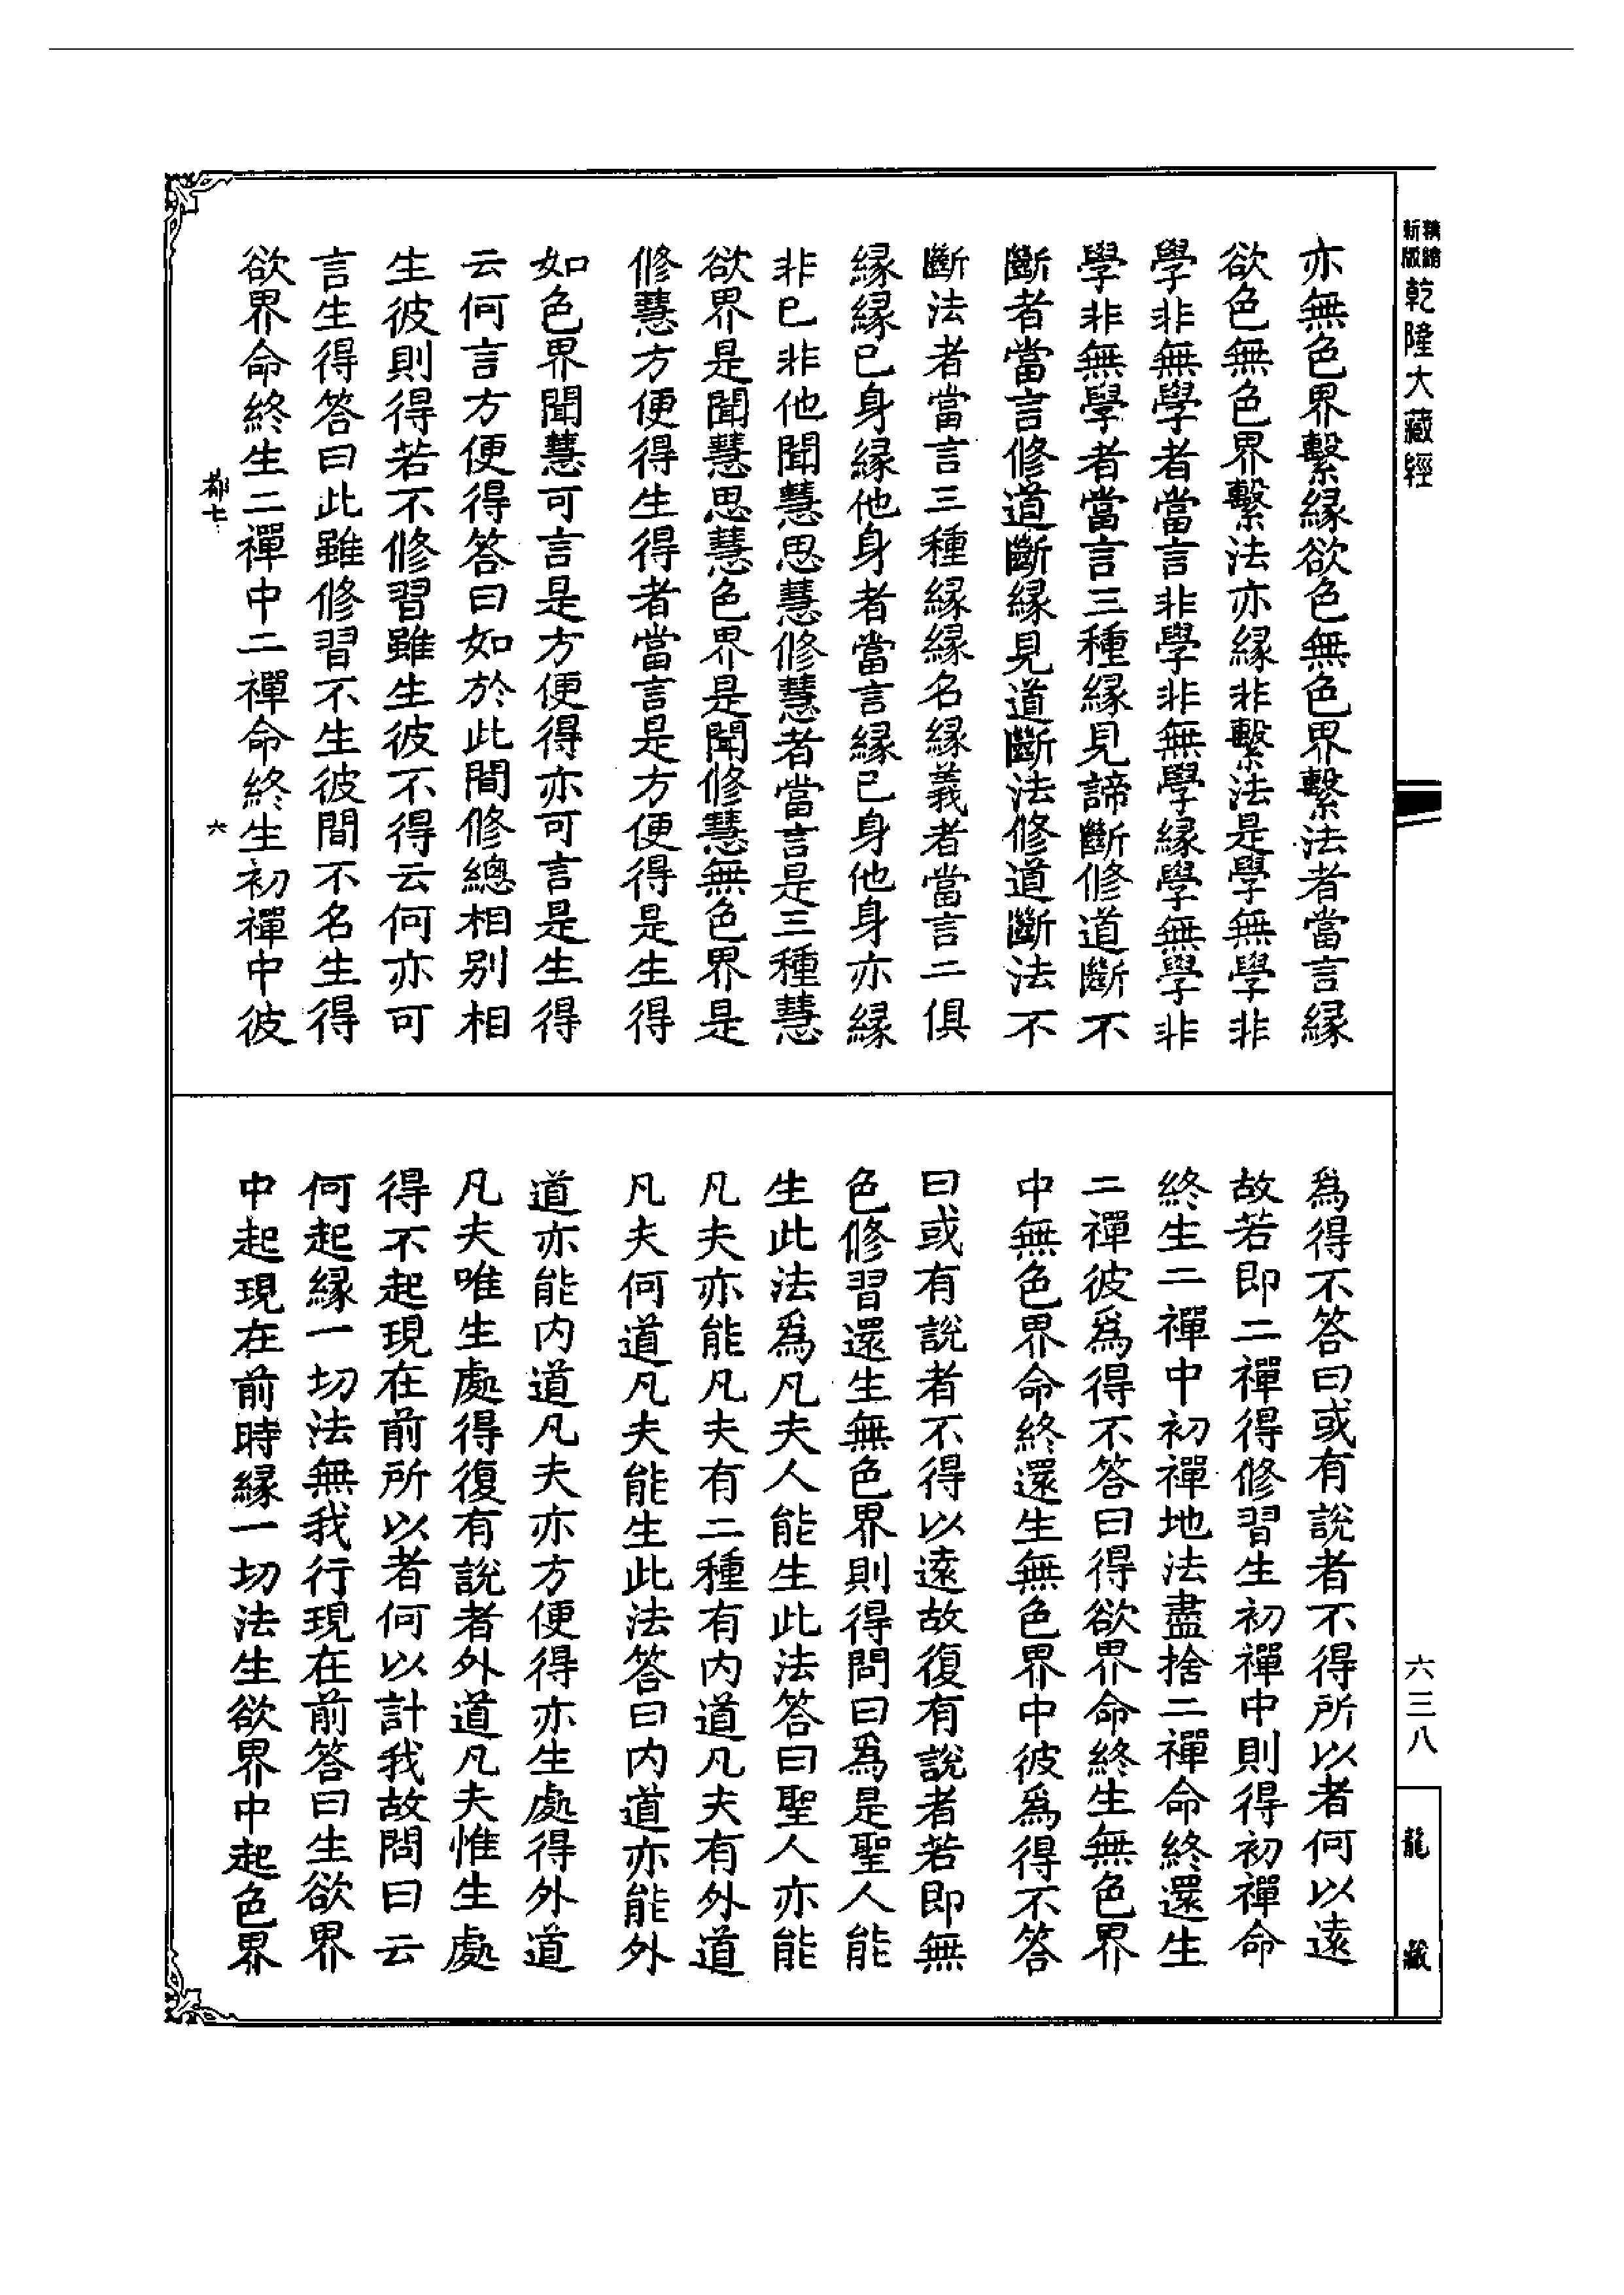 精繕
新版
乾隆大藏經
亦無色界繫緣欲色無色界繫法者當言緣
欲色無色界繫法亦緣非繫法是學無學非
學非無學者當言非學非無學緣學無學非
學非無學者當言三種緣見諦斷修道斷不
斷者當言修道斷緣見道斷法修道斷法不
斷法者當言三種緣緣名緣義者當言二俱
緣緣已身緣他身者當言緣已身他身亦緣
非已非他聞慧思慧修慧者當言是三種慧
欲界是聞慧思慧色界是聞修慧無色界是
修慧方便得生得者當言是方便得是生得
如色界聞慧可言是方便得亦可言是生得
云何言方便得答曰如於此間修總相別相
生彼則得若不修習雖生彼不得云何亦可
言生得答曰此雖修習不生彼間不名生得
欲界命終生二禪中二禪命終生初禪中彼
都七
六
爲得不答曰或有說者不得所以者何以遠
故若即二禪得修習生初禪中則得初禪命
終生二禪中初禪地法盡捨二禪命終還生
二禪彼爲得不答曰得欲界命終生無色界
中無色界命終還生無色界中彼爲得不答
曰或有說者不得以遠故復有說者若即無
色修習還生無色界則得問曰爲是聖人能
生此法爲凡夫人能生此法答曰聖人亦能
凡夫亦能凡夫有二種有內道凡夫有外道
凡夫何道凡夫能生此法答曰內道亦能外
道亦能內道凡夫亦方便得亦生處得外道
凡夫唯生處得復有說者外道凡夫惟生處
得不起現在前所以者何以計我故問曰云
何起緣一切法無我行現在前答曰生欲界
中起現在前時緣一切法生欲界中起色界
六三八
龍藏